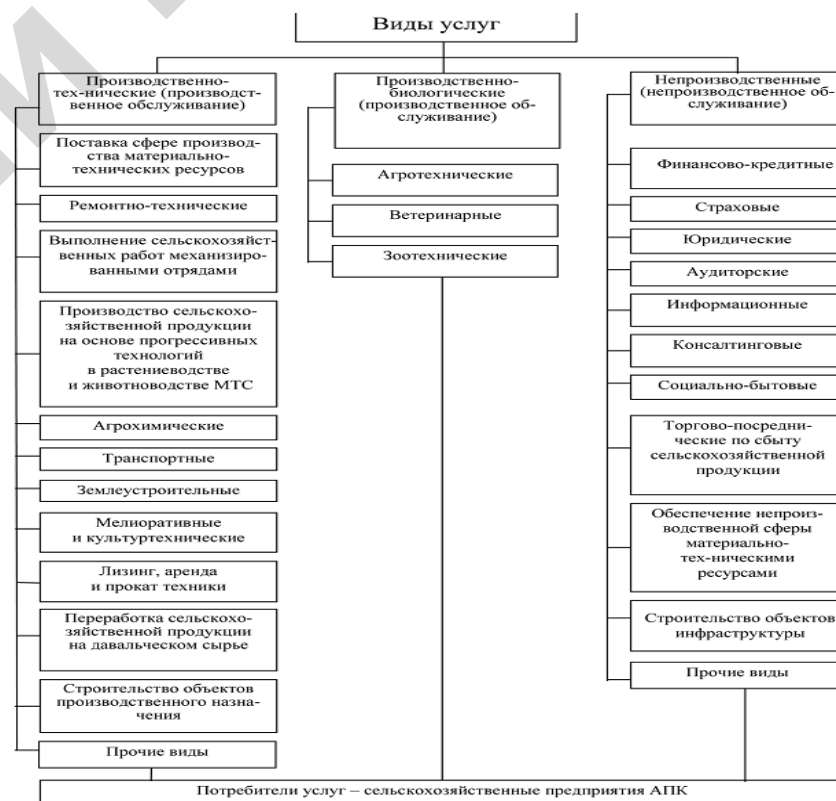 Виды услуг
Производственно-
тех-нические (производст-
венное обслуживание)
Поставка сфере производ-
ства материально-
технических ресурсов
Ремонтно-технические
Выполнение сельскохозяйст-
венных работ механизиро-
ванными отрядами
Производство сельскохо-
зяйственной продукции
на основе прогрессивных
технологий
в растениеводстве
и животноводстве МТС
Агрохимические
Транспортные
Землеустроительные
Мелиоративные
и культуртехнические
Лизинг, аренда
и прокат техники
Переработка сельскохо-
зяйственной продукции
на давальческом сырье
Строительство объектов
производственного назна-
чения
Прочие виды
Производственно-
биологические
(производственное об-
служивание)
Агротехнические
Ветеринарные
Зоотехнические
Непроизводственные
(непроизводственное об-
служивание)
Финансово-кредитные
Страховые
Юридические
Аудиторские
Информационные
Консалтинговые
Социально-бытовые
Торгово-посредни-
ческие по сбыту
сельскохозяйственной
продукции
Обеспечение непроиз-
водственной сферы
материально-
тех-ническими
ресурсами
Строительство объектов
инфраструктуры
Прочие виды
Потребители услуг – сельскохозяйственные предприятия АПК